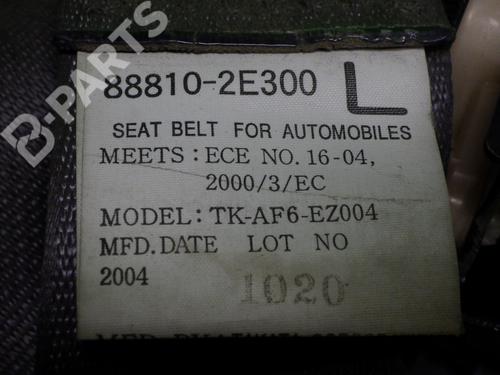 B-PARTS
88810-2E300 L
SEAT BELT FOR AUTOMOBILES
MEETS: ECE NO. 16-04,
2000/3/EC
MODEL: TK-AF6-EZ004
MFD.DATE LOT NO
2004 1020